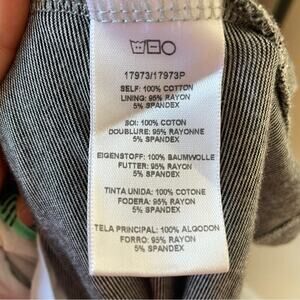 17973/17973P
SELF: 100% COTTON
LINING: 95% RAYON
5% SPANDEX
SOI: 100% COTON
DOUBLURE: 95% RAYONNE
5% SPANDEX
EIGENSTOFF: 100% BAUMWOLLE
FUTTER: 95% RAYON
5% SPANDEX
TINTA UNIDA: 100% COTONE
FODERA: 95% RAYON
5% SPANDEX
TELA PRINCIPAL: 100% ALGODON
FORRO: 95% RAYON
5% SPANDEX